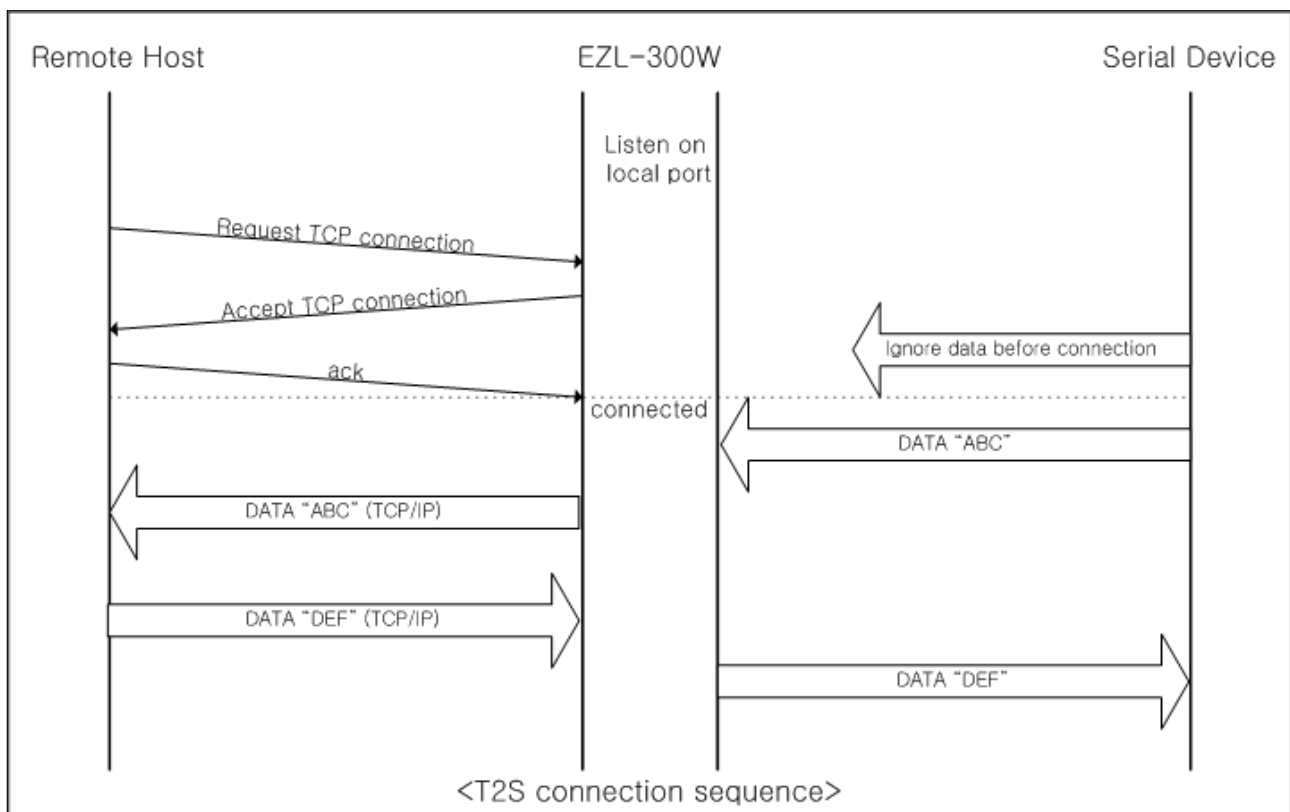 Remote Host
EZL-300W
Serial Device
Listen on
local port
Request TCP connection
Accept TCP connection
Ignore data before connection
ack
connected
DATA “ABC”
DATA “ABC” (TCP/IP)
DATA “DEF” (TCP/IP)
DATA “DEF”
<T2S connection sequence>